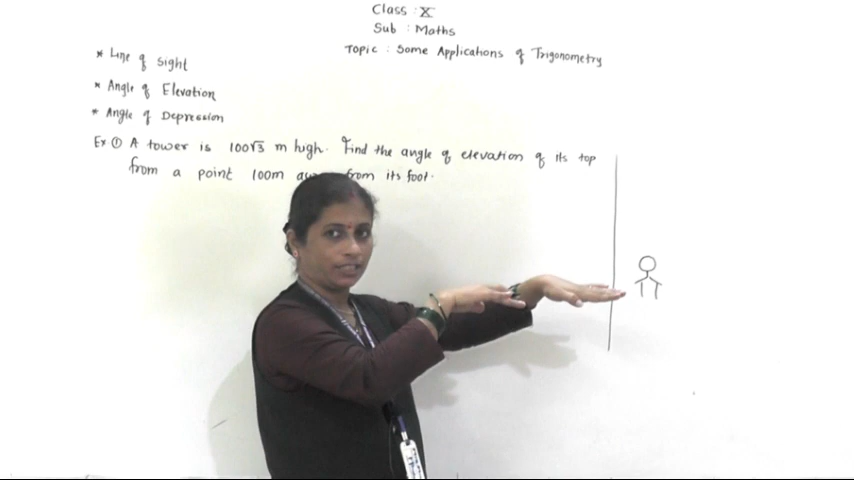 Class : X
Sub : Maths
Topic : Some Applications of Trigonometry
* Line of Sight
* Angle of Elevation
* Angle of Depression
Ex ① A tower is 100√3 m high. Find the angle of elevation of its top
from a point 100m from its foot.